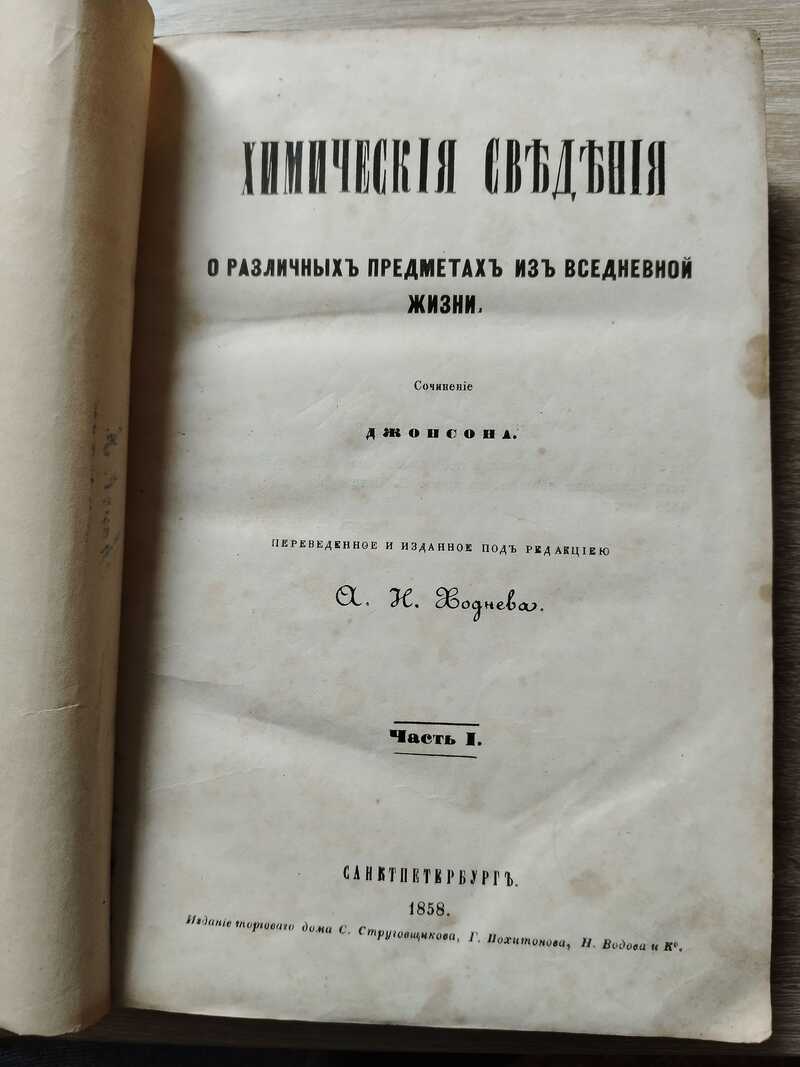 ХИМИЧЕСКІЯ СВѢДѢНІЯ
О РАЗЛИЧНЫХЪ ПРЕДМЕТАХЪ ИЗЪ ВСЕДНЕВНОЙ
ЖИЗНИ.
Сочиненіе
ДЖОНСОНА.
ПЕРЕВЕДЕННОЕ И ИЗДАННОЕ ПОДЪ РЕДАКЦІЕЮ
А. Н. Ходнева.
Часть I.
САНКТПЕТЕРБУРГЪ.
1858.
Изданіе торговаго дома С. Струговщикова, Г. Похитонова, Н. Водова и К°.